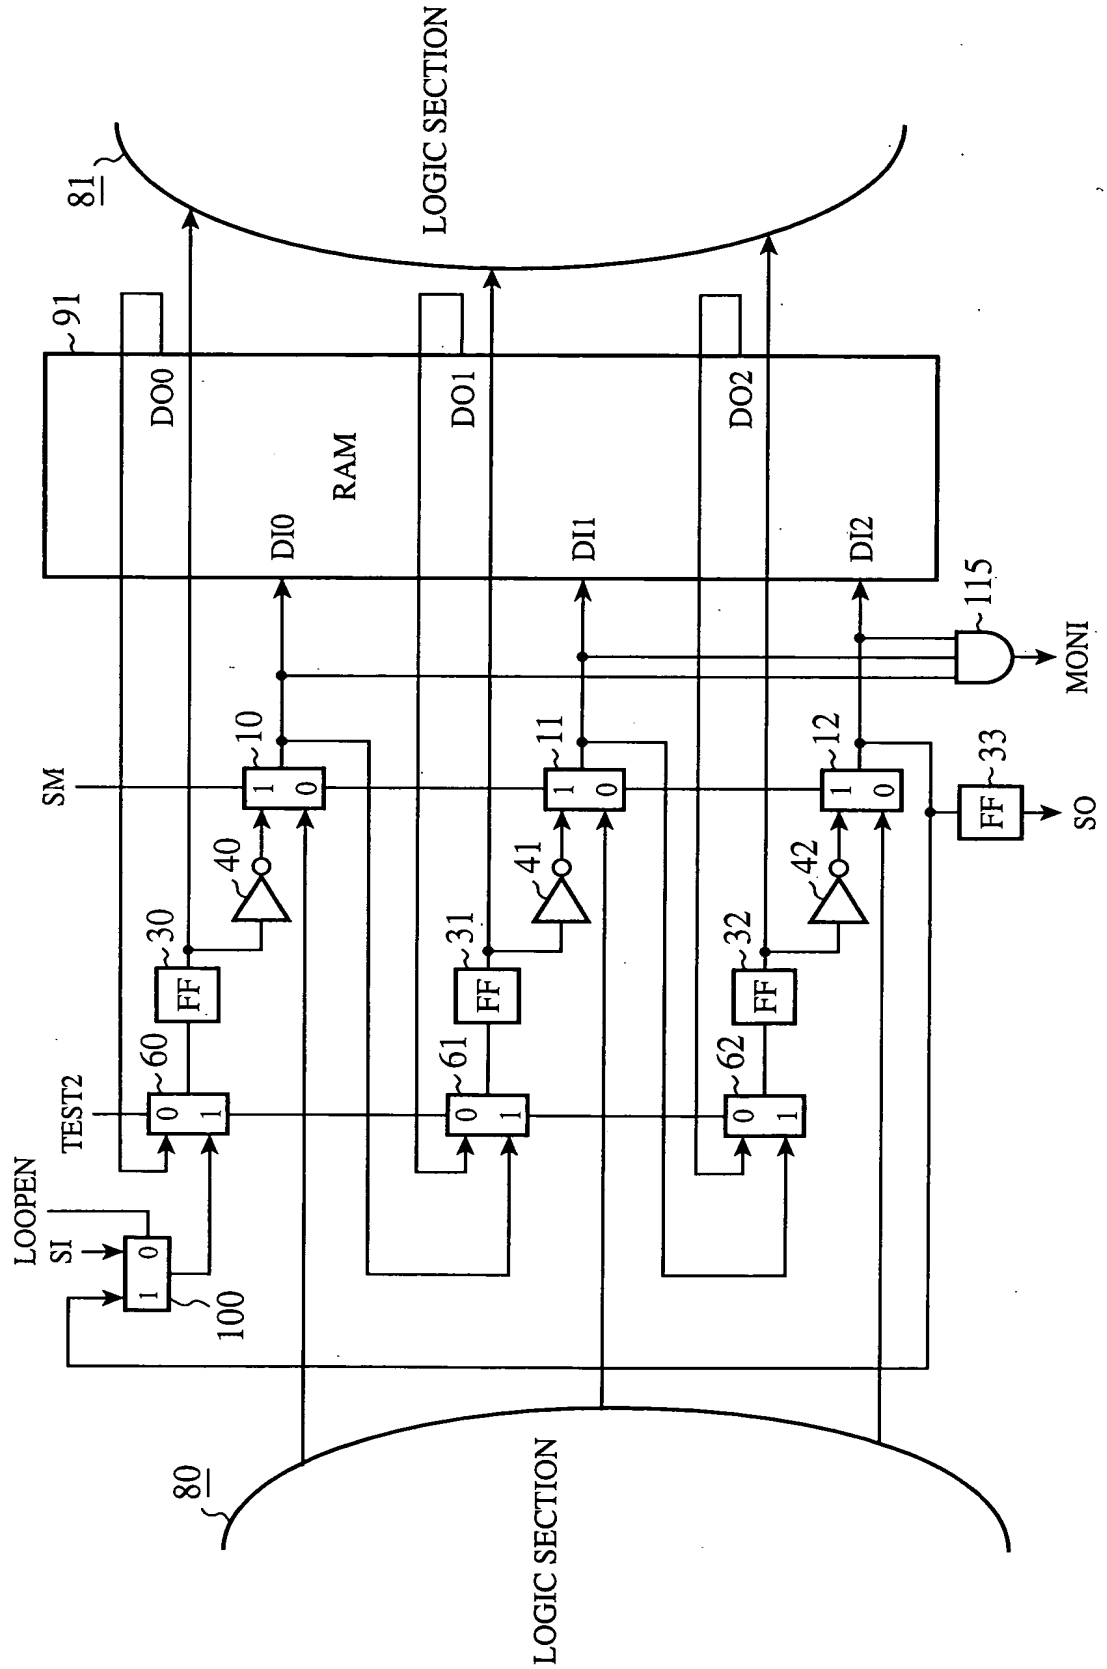 LOGIC SECTION
81
91
DO0
DO1
DO2
RAM
DI0
DI1
DI2
115
MONI
SM
10
1 0
11
1 0
12
1 0
33
FF
SO
40
41
42
30
FF
31
FF
32
FF
TEST2
60
0 1
61
0 1
62
0 1
LOOPEN
SI
1 0
100
80
LOGIC SECTION